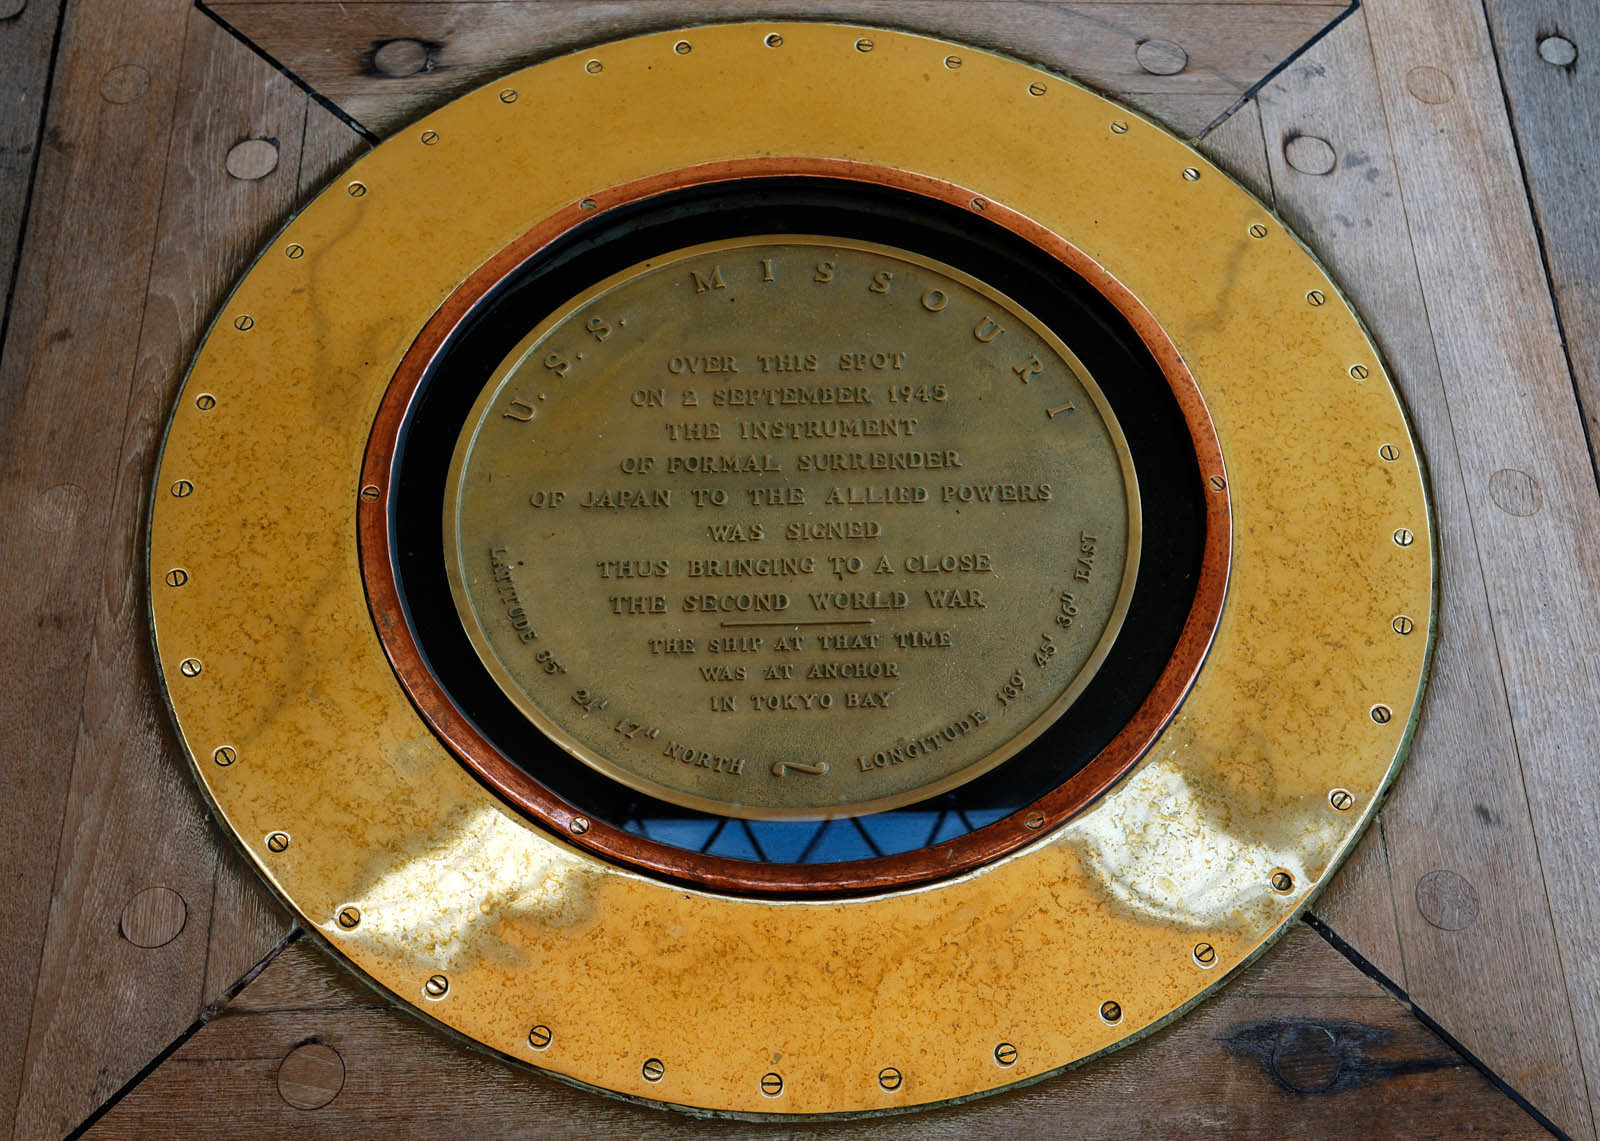 U.S.S. MISSOURI
OVER THIS SPOT
ON 2 SEPTEMBER 1945
THE INSTRUMENT
OF FORMAL SURRENDER
OF JAPAN TO THE ALLIED POWERS
WAS SIGNED
THUS BRINGING TO A CLOSE
THE SECOND WORLD WAR
THE SHIP AT THAT TIME
WAS AT ANCHOR
IN TOKYO BAY
LATITUDE 35° 21' 17" NORTH ~ LONGITUDE 139° 45' 36" EAST